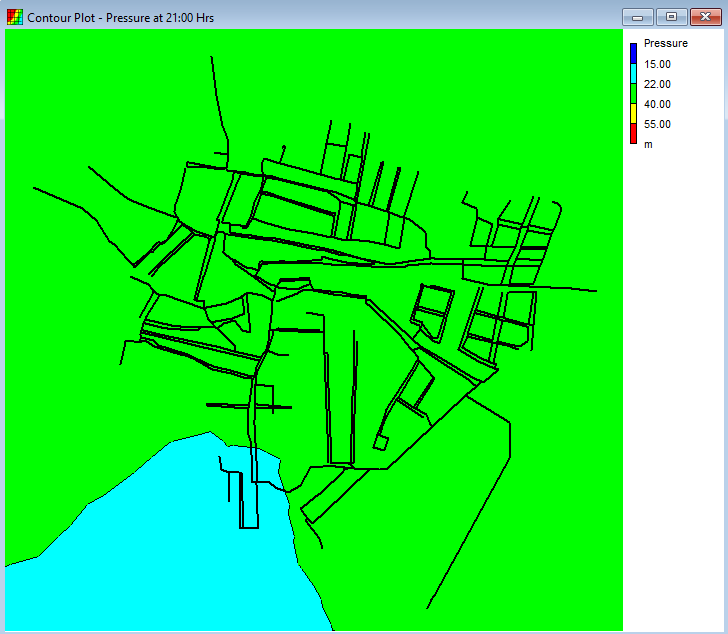 Contour Plot - Pressure at 21:00 Hrs
Pressure
15.00
22.00
40.00
55.00
m